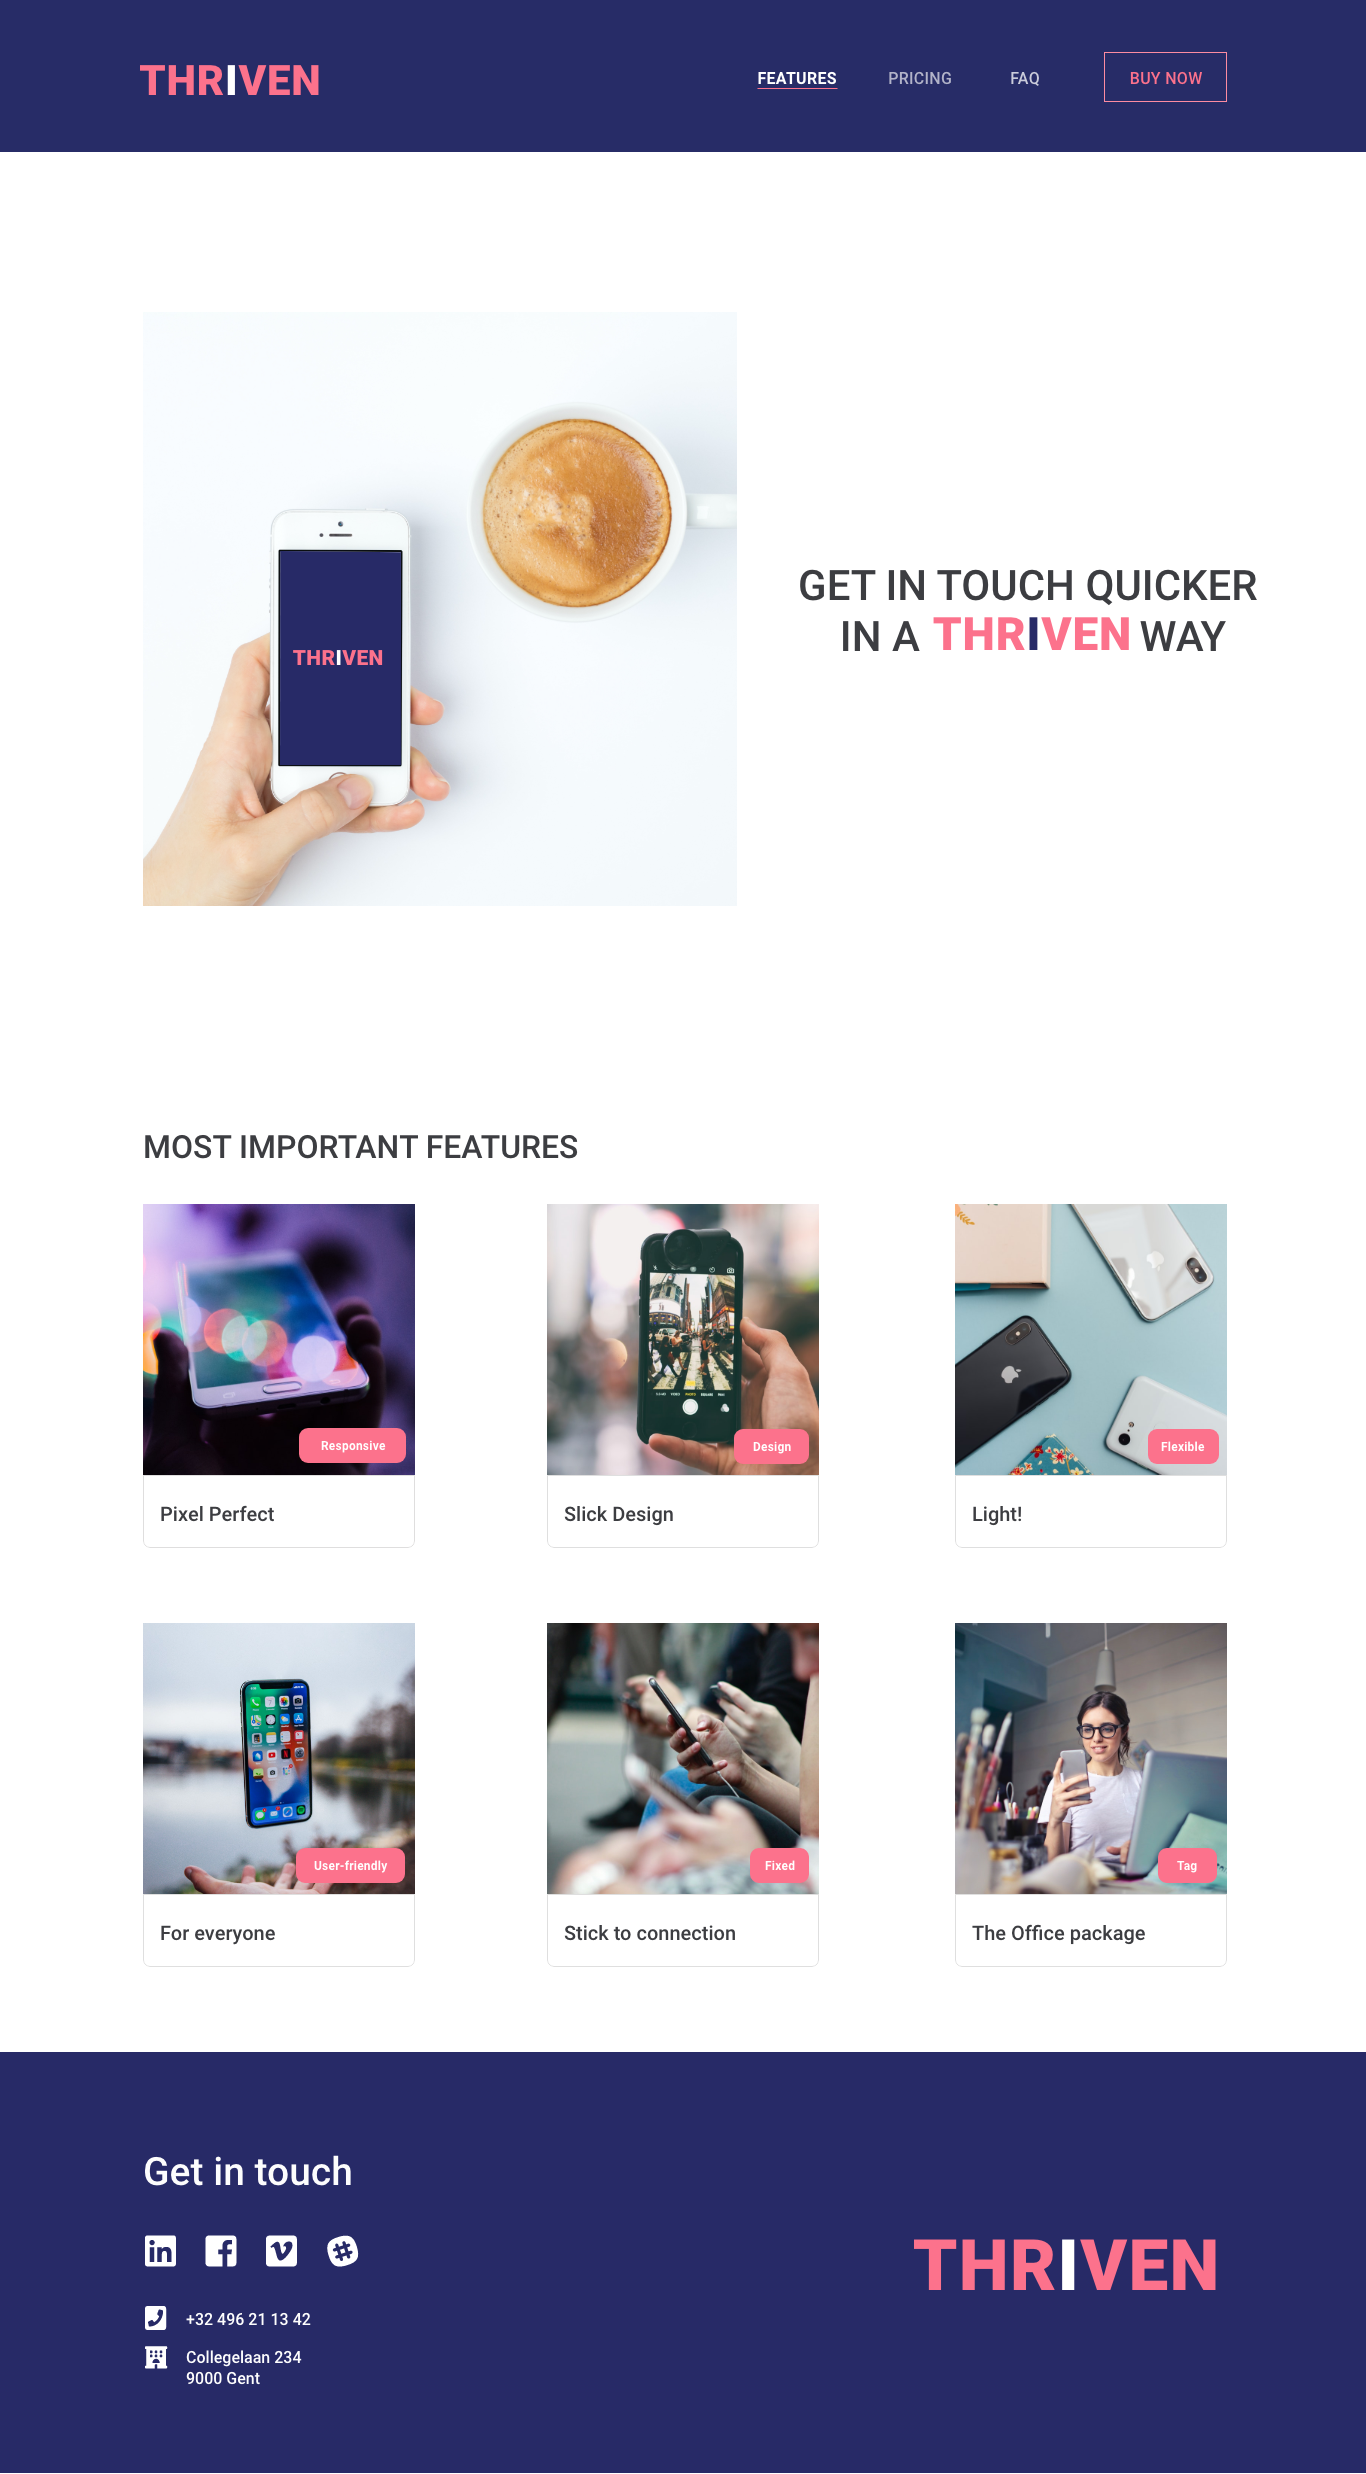 THRIVEN
FEATURES
PRICING
FAQ
BUY NOW
THRIVEN
GET IN TOUCH QUICKER
IN A THRIVEN WAY
MOST IMPORTANT FEATURES
Responsive
Design
Flexible
Pixel Perfect
Slick Design
Light!
User-friendly
Fixed
Tag
For everyone
Stick to connection
The Office package
Get in touch
THRIVEN
+32 496 21 13 42
Collegelaan 234
9000 Gent